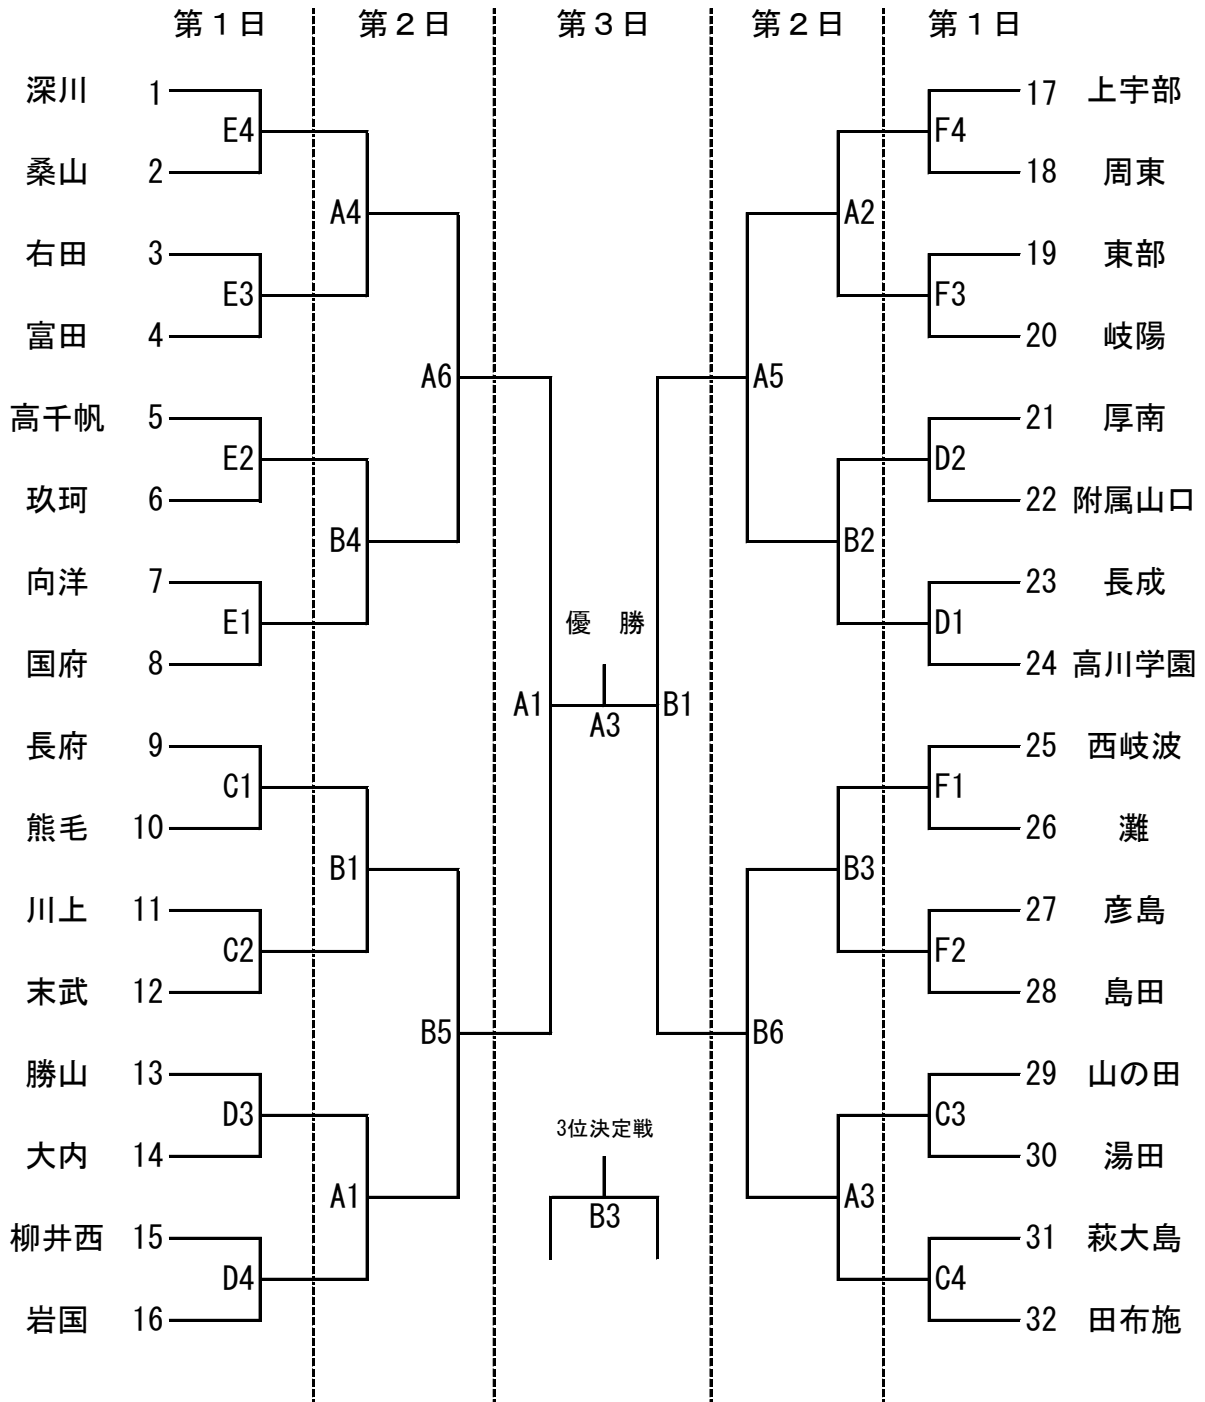 第１日 第２日 第３日 第２日 第１日
深川 1 17 上宇部
E4 F4
桑山 2 18 周東
A4 A2
右田 3 19 東部
E3 F3
富田 4 20 岐陽
A6 A5
高千帆 5 21 厚南
E2 D2
玖珂 6 22 附属山口
B4 B2
向洋 7 23 長成
E1 優 勝 D1
国府 8 24 高川学園
A1 A3 B1
長府 9 25 西岐波
C1 F1
熊毛 10 26 灘
B1 B3
川上 11 27 彦島
C2 F2
末武 12 28 島田
B5 B6
勝山 13 29 山の田
D3 3位決定戦 C3
大内 14 30 湯田
A1 B3 A3
柳井西 15 31 萩大島
D4 C4
岩国 16 32 田布施